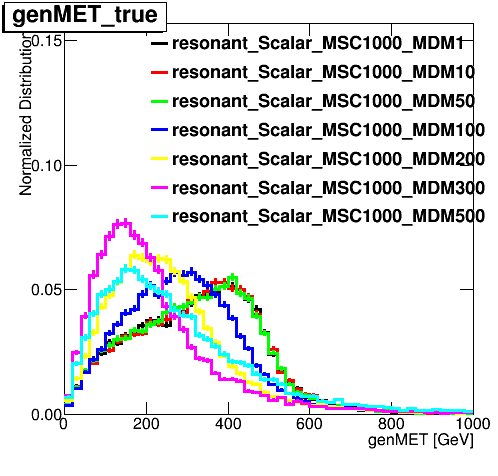 genMET_true
Normalized Distribution
0.15
0.10
0.05
0.00
resonant_Scalar_MSC1000_MDM1
resonant_Scalar_MSC1000_MDM10
resonant_Scalar_MSC1000_MDM50
resonant_Scalar_MSC1000_MDM100
resonant_Scalar_MSC1000_MDM200
resonant_Scalar_MSC1000_MDM300
resonant_Scalar_MSC1000_MDM500
0 200 400 600 800 1000
genMET [GeV]